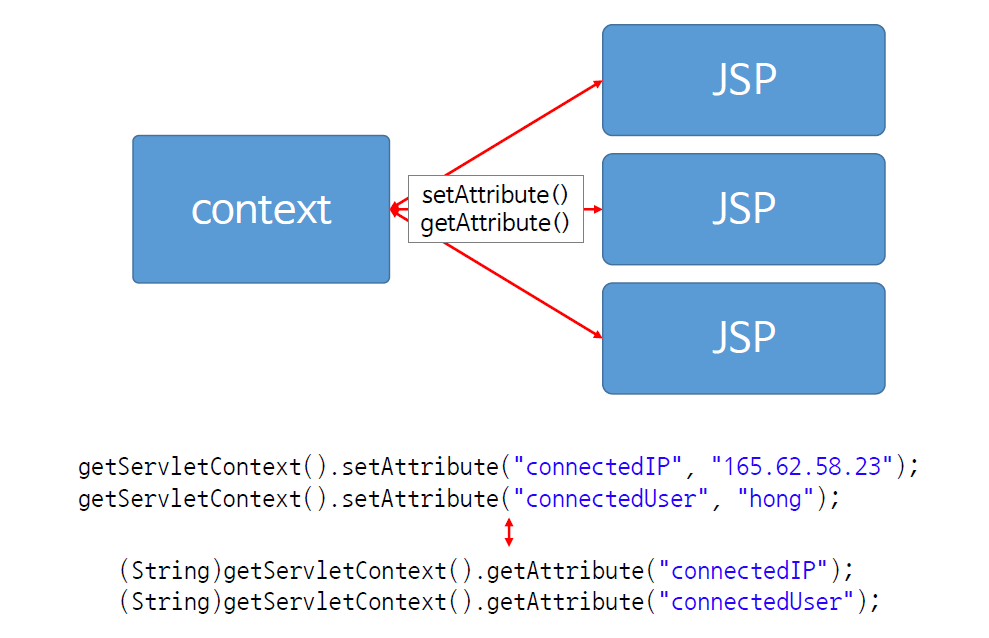 JSP
context
setAttribute()
getAttribute()
JSP
JSP
getServletContext().setAttribute("connectedIP", "165.62.58.23");
getServletContext().setAttribute("connectedUser", "hong");
(String)getServletContext().getAttribute("connectedIP");
(String)getServletContext().getAttribute("connectedUser");